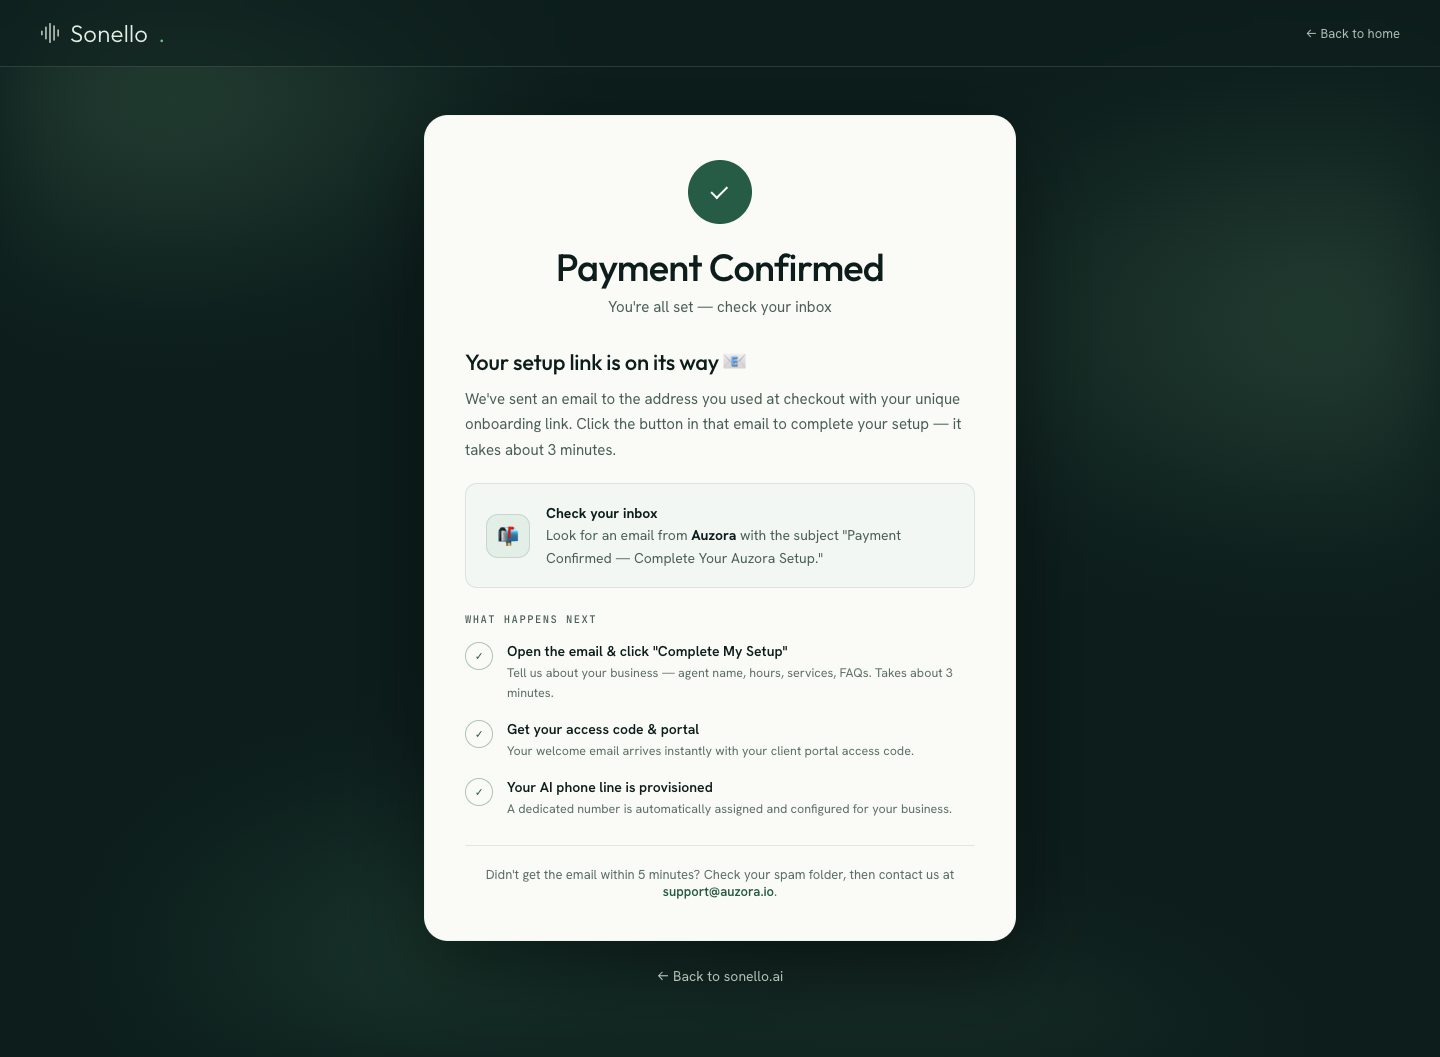 Sonello .
← Back to home
✓
Payment Confirmed
You're all set — check your inbox
Your setup link is on its way 📧
We've sent an email to the address you used at checkout with your unique
onboarding link. Click the button in that email to complete your setup — it
takes about 3 minutes.
Check your inbox
Look for an email from Auzora with the subject "Payment
Confirmed — Complete Your Auzora Setup."
WHAT HAPPENS NEXT
✓ Open the email & click "Complete My Setup"
Tell us about your business — agent name, hours, services, FAQs. Takes about 3
minutes.
✓ Get your access code & portal
Your welcome email arrives instantly with your client portal access code.
✓ Your AI phone line is provisioned
A dedicated number is automatically assigned and configured for your business.
Didn't get the email within 5 minutes? Check your spam folder, then contact us at
support@auzora.io.
← Back to sonello.ai